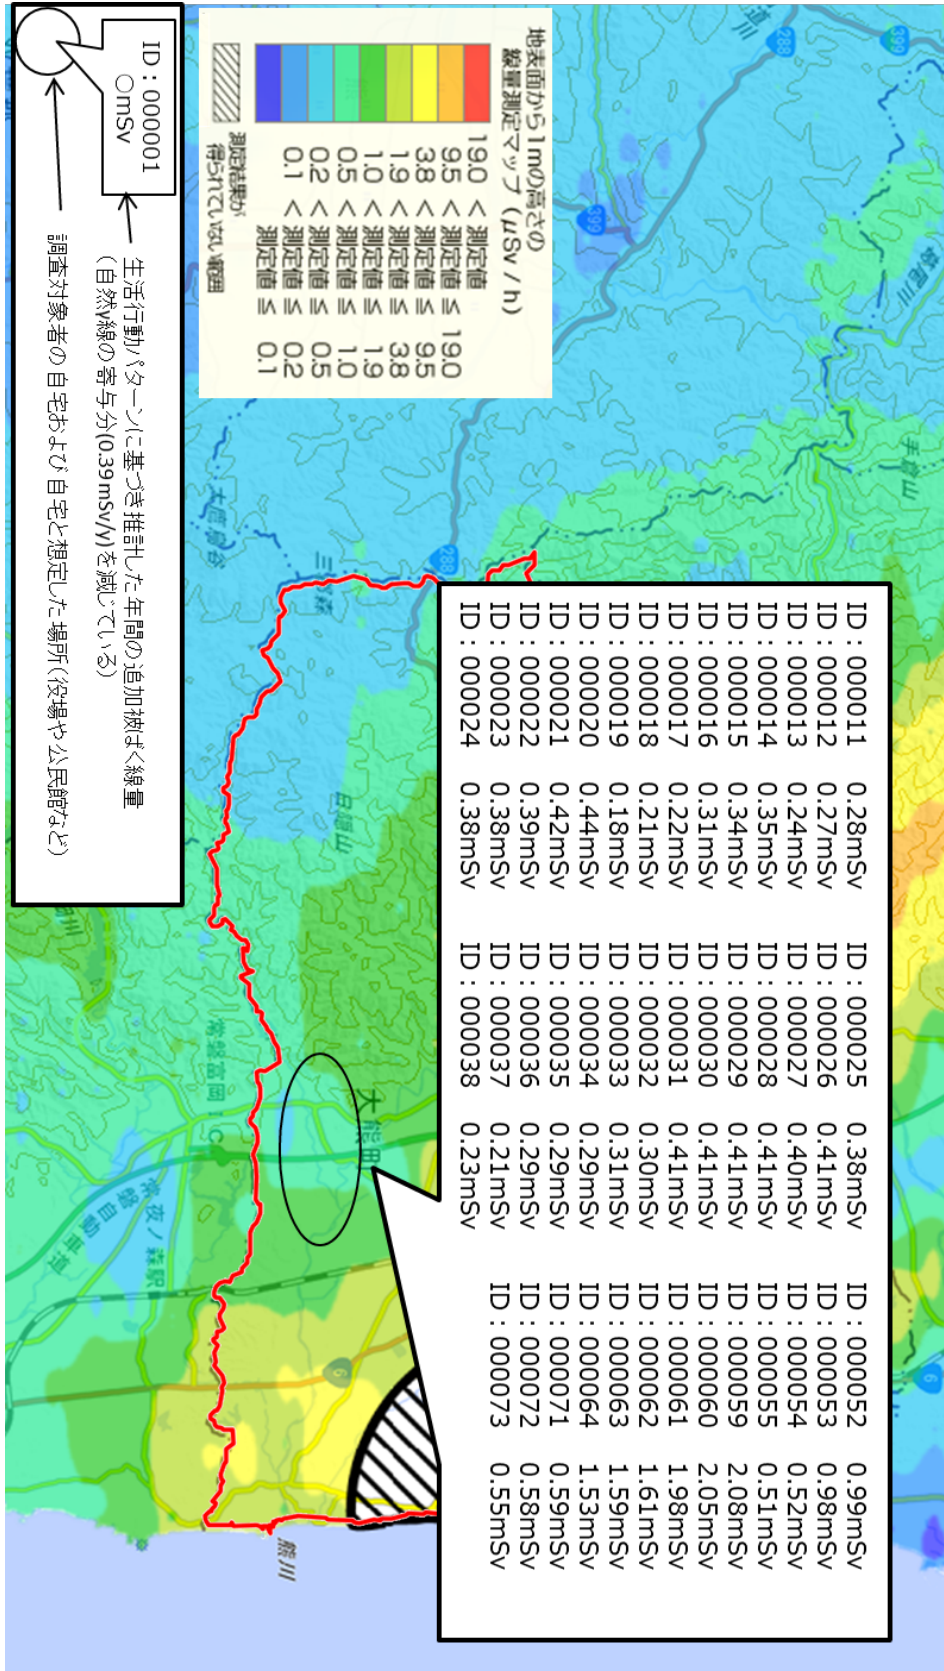 地表面から1mの高さの
線量測定マップ（μSv/h）
19.0 < 測定値
9.5 < 測定値 ≤ 19.0
3.8 < 測定値 ≤ 9.5
1.9 < 測定値 ≤ 3.8
1.0 < 測定値 ≤ 1.9
0.5 < 測定値 ≤ 1.0
0.2 < 測定値 ≤ 0.5
0.1 < 測定値 ≤ 0.2
測定値 ≤ 0.1
測定結果が
得られていない範囲
ID：000001
○mSv
生活行動パターンに基づき推計した年間の追加被ばく線量
（自然γ線の寄与分(0.39mSv/y)を減じている）
調査対象者の自宅および自宅と想定した場所（役場や公民館など）
ID：000011 0.28mSv
ID：000012 0.27mSv
ID：000013 0.24mSv
ID：000014 0.35mSv
ID：000015 0.34mSv
ID：000016 0.31mSv
ID：000017 0.22mSv
ID：000018 0.21mSv
ID：000019 0.18mSv
ID：000020 0.44mSv
ID：000021 0.42mSv
ID：000022 0.39mSv
ID：000023 0.38mSv
ID：000024 0.38mSv
ID：000025 0.38mSv
ID：000026 0.41mSv
ID：000027 0.40mSv
ID：000028 0.41mSv
ID：000029 0.41mSv
ID：000030 0.41mSv
ID：000031 0.41mSv
ID：000032 0.30mSv
ID：000033 0.31mSv
ID：000034 0.29mSv
ID：000035 0.29mSv
ID：000036 0.29mSv
ID：000037 0.21mSv
ID：000038 0.23mSv
ID：000052 0.99mSv
ID：000053 0.98mSv
ID：000054 0.52mSv
ID：000055 0.51mSv
ID：000059 2.08mSv
ID：000060 2.05mSv
ID：000061 1.98mSv
ID：000062 1.61mSv
ID：000063 1.59mSv
ID：000064 1.53mSv
ID：000071 0.59mSv
ID：000072 0.58mSv
ID：000073 0.55mSv
288
399
399
288
手倉山
日隠山
大熊町
常磐富岡IC
夜ノ森駅
常磐自動車道
熊川
6
6